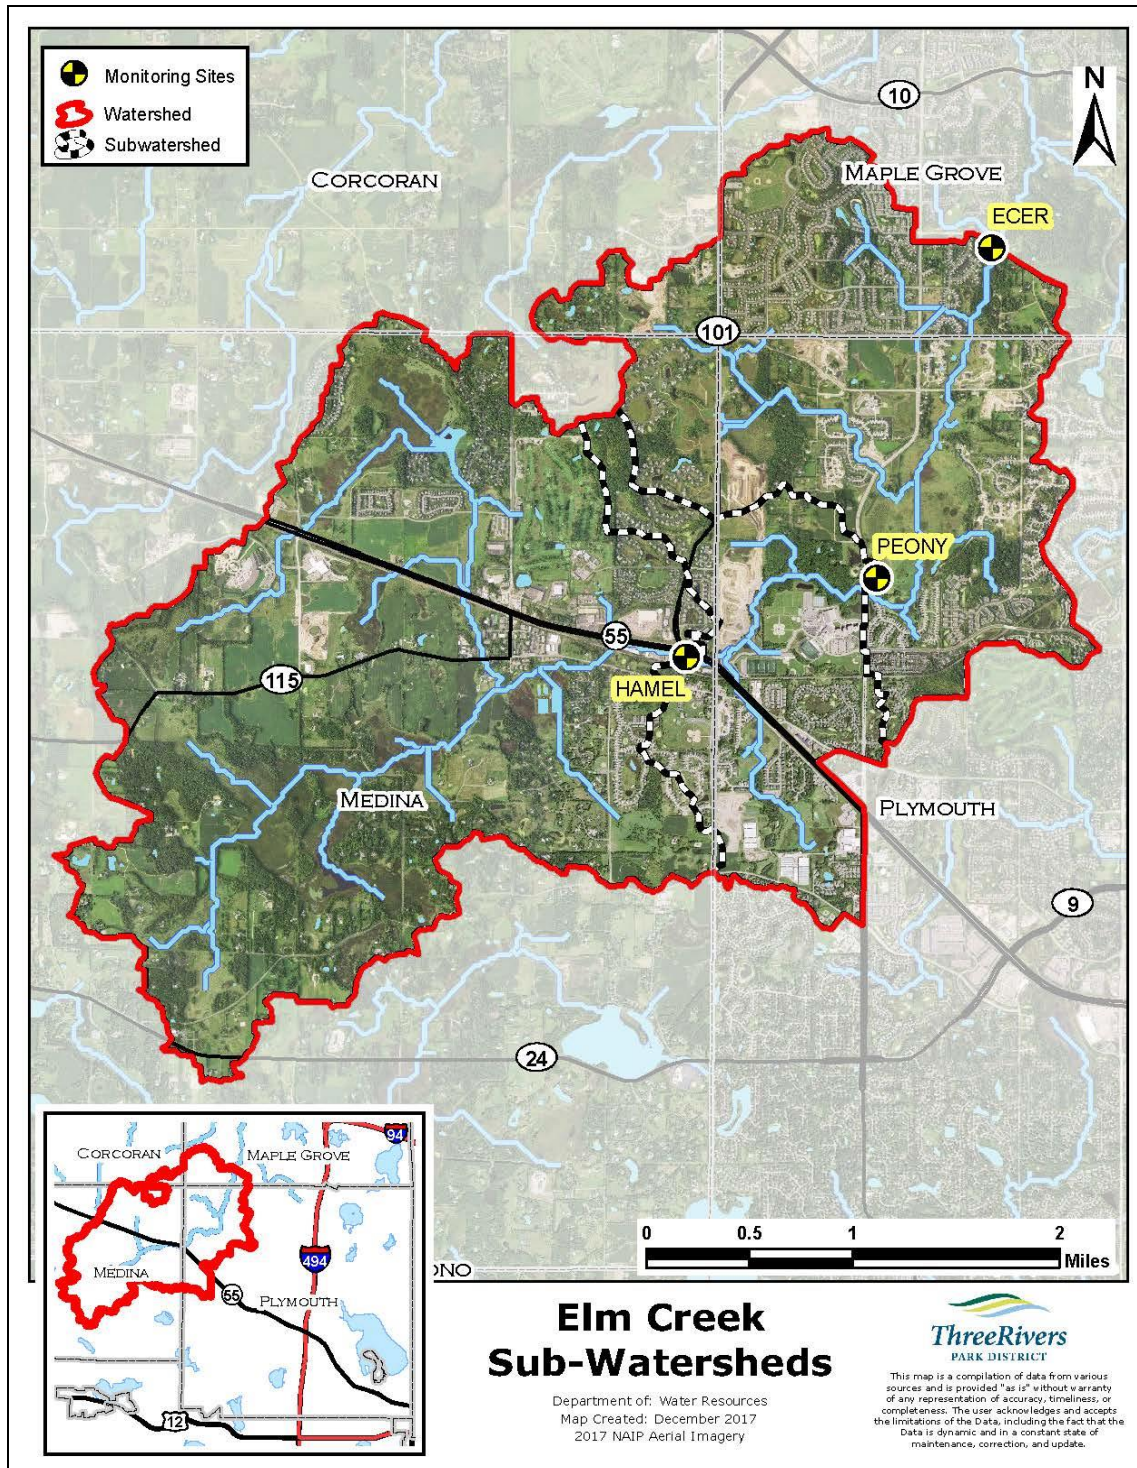 Monitoring Sites
Watershed
Subwatershed
N
10
CORCORAN
MAPLE GROVE
ECER
101
PEONY
55
HAMEL
115
MEDINA
PLYMOUTH
9
24
0 0.5 1 2
Miles
94
CORCORAN
MAPLE GROVE
494
MEDINA
55
PLYMOUTH
12
ONO
Elm Creek
Sub-Watersheds
Department of: Water Resources
Map Created: December 2017
2017 NAIP Aerial Imagery
ThreeRivers
PARK DISTRICT
This map is a compilation of data from various
sources and is provided "as is" without warranty
of any representation of accuracy, timeliness, or
completeness. The user acknowledges and accepts
the limitations of the Data, including the fact that the
Data is dynamic and in a constant state of
maintenance, correction, and update.